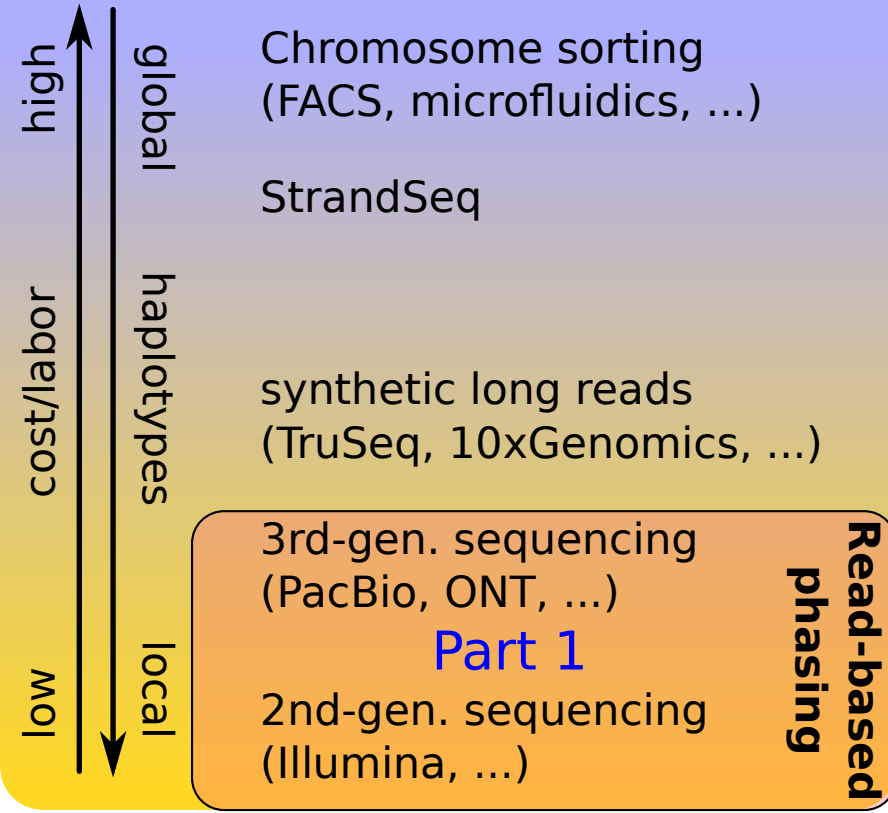 high
cost/labor
low
global
haplotypes
local
Chromosome sorting
(FACS, microfluidics, ...)
StrandSeq
synthetic long reads
(TruSeq, 10xGenomics, ...)
3rd-gen. sequencing
(PacBio, ONT, ...)
Part 1
2nd-gen. sequencing
(Illumina, ...)
Read-based
phasing